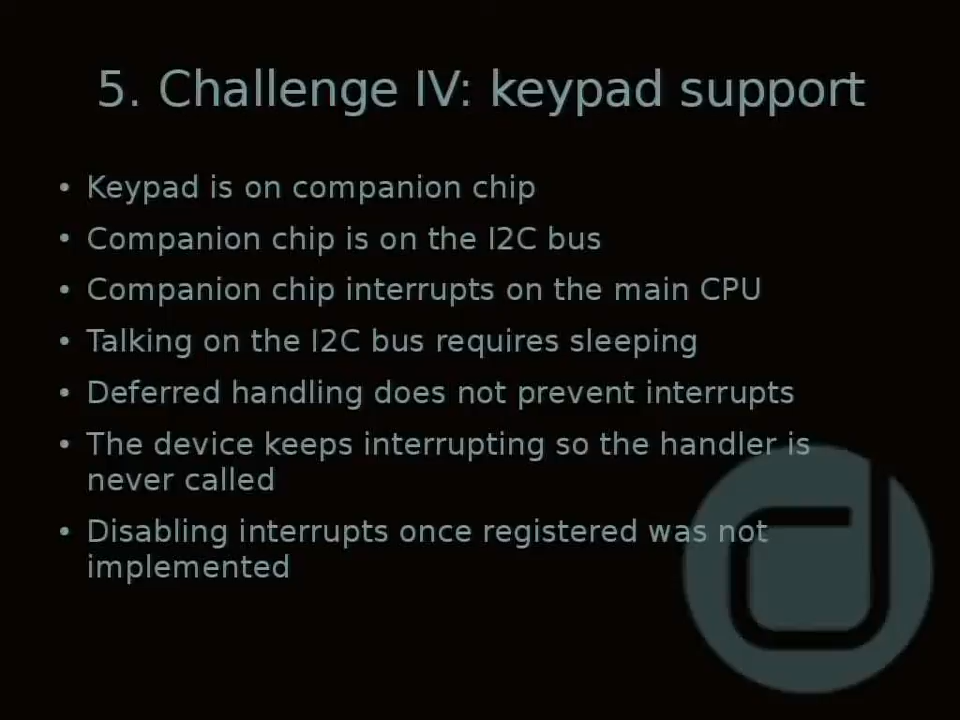 5. Challenge IV: keypad support
• Keypad is on companion chip
• Companion chip is on the I2C bus
• Companion chip interrupts on the main CPU
• Talking on the I2C bus requires sleeping
• Deferred handling does not prevent interrupts
• The device keeps interrupting so the handler is
never called
• Disabling interrupts once registered was not
implemented